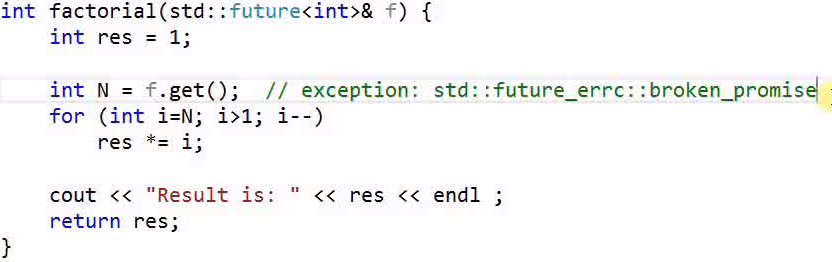 int factorial(std::future<int>& f) {
    int res = 1;

    int N = f.get();  // exception: std::future_errc::broken_promise
    for (int i=N; i>1; i--)
        res *= i;

    cout << "Result is: " << res << endl ;
    return res;
}